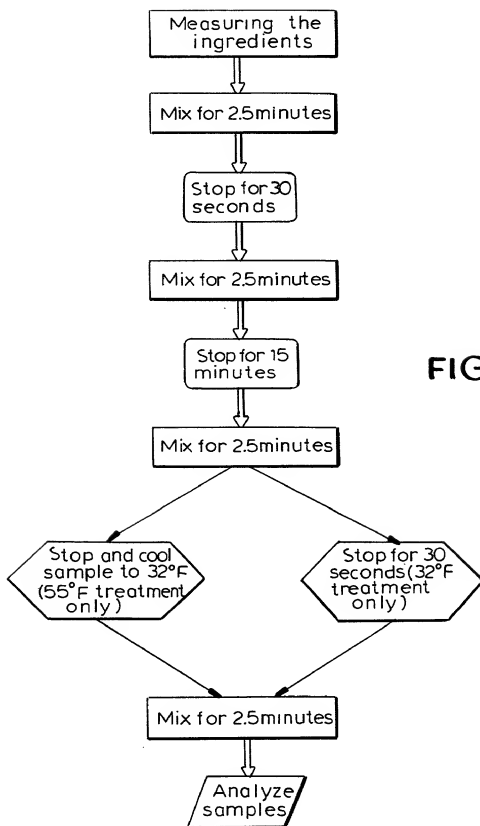 Measuring the
ingredients
Mix for 2.5minutes
Stop for 30
seconds
Mix for 2.5minutes
Stop for 15
minutes
FIG
Mix for 2.5minutes
Stop and cool
sample to 32°F
(55°F treatment
only)
Stop for 30
seconds(32°F
treatment
only)
Mix for 2.5minutes
Analyze
samples